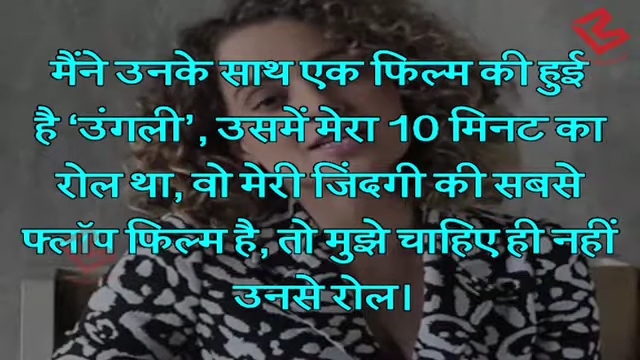 मैंने उनके साथ एक फिल्म की हुई
है ‘उंगली’, उसमें मेरा 10 मिनट का
रोल था, वो मेरी जिंदगी की सबसे
फ्लॉप फिल्म है, तो मुझे चाहिए ही नहीं
उनसे रोल।